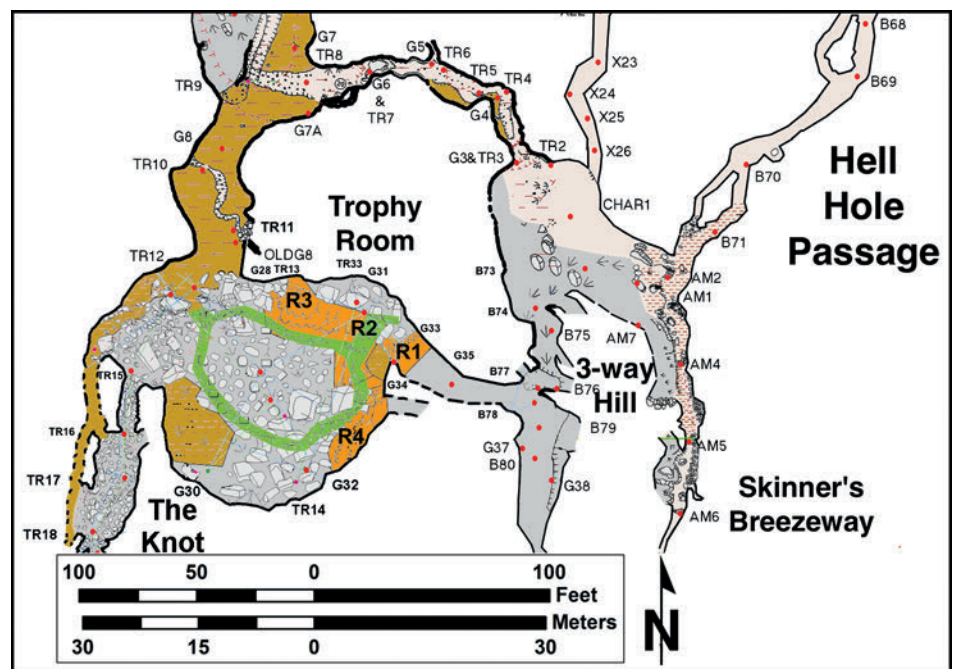 G7
TR8
TR9
G5
TR6
TR5
TR4
G6
&
TR7
G4
G7A
X23
X24
X25
X26
B68
B69
B70
B71
G8
TR10
G3&TR3
TR2
CHAR1
Hell
Hole
Passage
Trophy
Room
TR11
OLDG8
TR12
G28
TR13
TR33
G31
B73
B74
AM2
AM1
R3
R2
R1
G33
G35
G34
B77
B75
B76
AM7
3-way
Hill
AM4
B78
B79
TR15
TR16
TR17
TR18
R4
G37
B80
G38
AM5
AM6
G30
G32
TR14
The
Knot
Skinner's
Breezeway
100 50 0 100
Feet
Meters
30 15 0 30
N